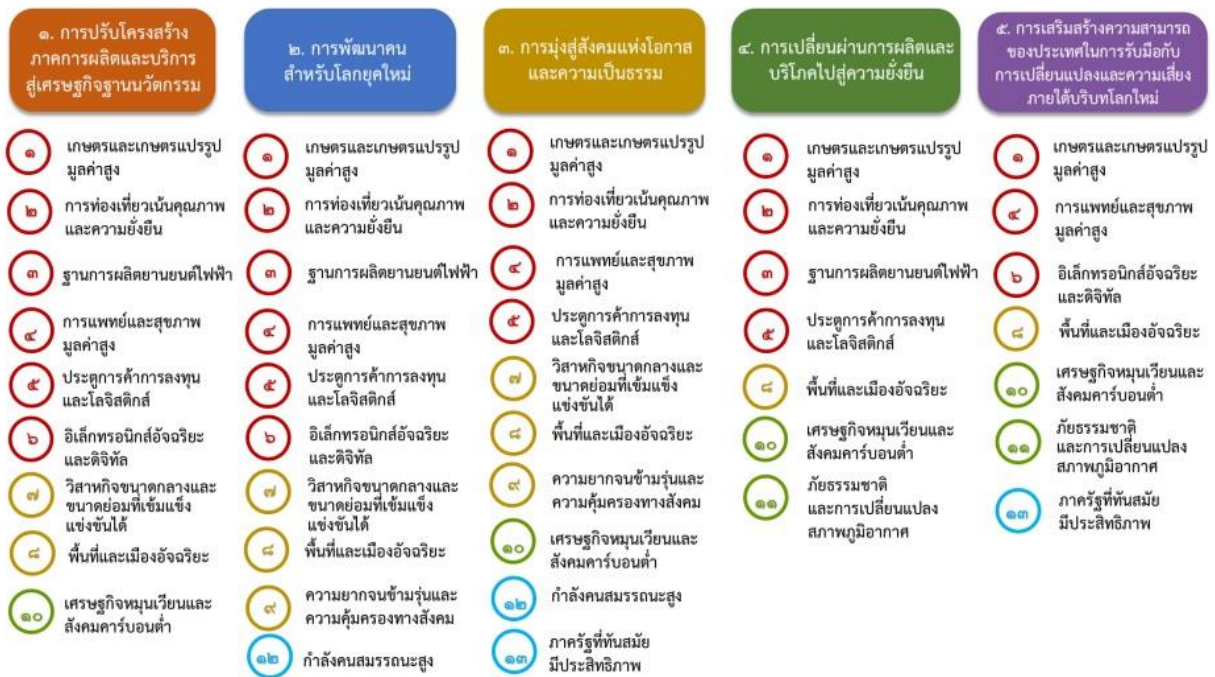 ๑. การปรับโครงสร้าง
ภาคการผลิตและบริการ
สู่เศรษฐกิจฐานนวัตกรรม
๑
เกษตรและเกษตรแปรรูป
มูลค่าสูง
๒
การท่องเที่ยวเน้นคุณภาพ
และความยั่งยืน
๓
ฐานการผลิตยานยนต์ไฟฟ้า
๔
การแพทย์และสุขภาพ
มูลค่าสูง
๕
ประตูการค้าการลงทุน
และโลจิสติกส์
๖
อิเล็กทรอนิกส์อัจฉริยะ
และดิจิทัล
๗
วิสาหกิจขนาดกลางและ
ขนาดย่อมที่เข้มแข็ง
แข่งขันได้
๘
พื้นที่และเมืองอัจฉริยะ
๑๐
เศรษฐกิจหมุนเวียนและ
สังคมคาร์บอนต่ำ
๒. การพัฒนาคน
สำหรับโลกยุคใหม่
๑
เกษตรและเกษตรแปรรูป
มูลค่าสูง
๒
การท่องเที่ยวเน้นคุณภาพ
และความยั่งยืน
๓
ฐานการผลิตยานยนต์ไฟฟ้า
๔
การแพทย์และสุขภาพ
มูลค่าสูง
๕
ประตูการค้าการลงทุน
และโลจิสติกส์
๖
อิเล็กทรอนิกส์อัจฉริยะ
และดิจิทัล
๗
วิสาหกิจขนาดกลางและ
ขนาดย่อมที่เข้มแข็ง
แข่งขันได้
๘
พื้นที่และเมืองอัจฉริยะ
๙
ความยากจนข้ามรุ่นและ
ความคุ้มครองทางสังคม
๑๒
กำลังคนสมรรถนะสูง
๓. การมุ่งสู่สังคมแห่งโอกาส
และความเป็นธรรม
๑
เกษตรและเกษตรแปรรูป
มูลค่าสูง
๒
การท่องเที่ยวเน้นคุณภาพ
และความยั่งยืน
๔
การแพทย์และสุขภาพ
มูลค่าสูง
๕
ประตูการค้าการลงทุน
และโลจิสติกส์
๗
วิสาหกิจขนาดกลางและ
ขนาดย่อมที่เข้มแข็ง
แข่งขันได้
๘
พื้นที่และเมืองอัจฉริยะ
๙
ความยากจนข้ามรุ่นและ
ความคุ้มครองทางสังคม
๑๐
เศรษฐกิจหมุนเวียนและ
สังคมคาร์บอนต่ำ
๑๒
กำลังคนสมรรถนะสูง
๑๓
ภาครัฐที่ทันสมัย
มีประสิทธิภาพ
๔. การเปลี่ยนผ่านการผลิตและ
บริโภคไปสู่ความยั่งยืน
๑
เกษตรและเกษตรแปรรูป
มูลค่าสูง
๒
การท่องเที่ยวเน้นคุณภาพ
และความยั่งยืน
๓
ฐานการผลิตยานยนต์ไฟฟ้า
๕
ประตูการค้าการลงทุน
และโลจิสติกส์
๘
พื้นที่และเมืองอัจฉริยะ
๑๐
เศรษฐกิจหมุนเวียนและ
สังคมคาร์บอนต่ำ
๑๑
ภัยธรรมชาติ
และการเปลี่ยนแปลง
สภาพภูมิอากาศ
๕. การเสริมสร้างความสามารถ
ของประเทศในการรับมือกับ
การเปลี่ยนแปลงและความเสี่ยง
ภายใต้บริบทโลกใหม่
๑
เกษตรและเกษตรแปรรูป
มูลค่าสูง
๔
การแพทย์และสุขภาพ
มูลค่าสูง
๖
อิเล็กทรอนิกส์อัจฉริยะ
และดิจิทัล
๘
พื้นที่และเมืองอัจฉริยะ
๑๐
เศรษฐกิจหมุนเวียนและ
สังคมคาร์บอนต่ำ
๑๑
ภัยธรรมชาติ
และการเปลี่ยนแปลง
สภาพภูมิอากาศ
๑๓
ภาครัฐที่ทันสมัย
มีประสิทธิภาพ